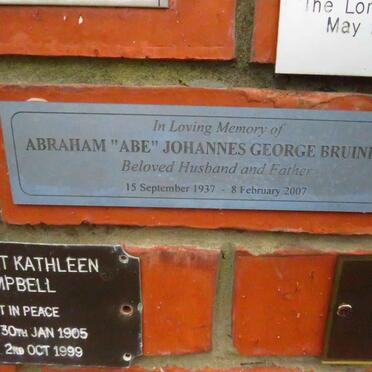 The Lor
May
In Loving Memory of
ABRAHAM "ABE" JOHANNES GEORGE BRUIN
Beloved Husband and Father
15 September 1937 - 8 February 2007
T KATHLEEN
MPBELL
T IN PEACE
30TH JAN 1905
2ND OCT 1999